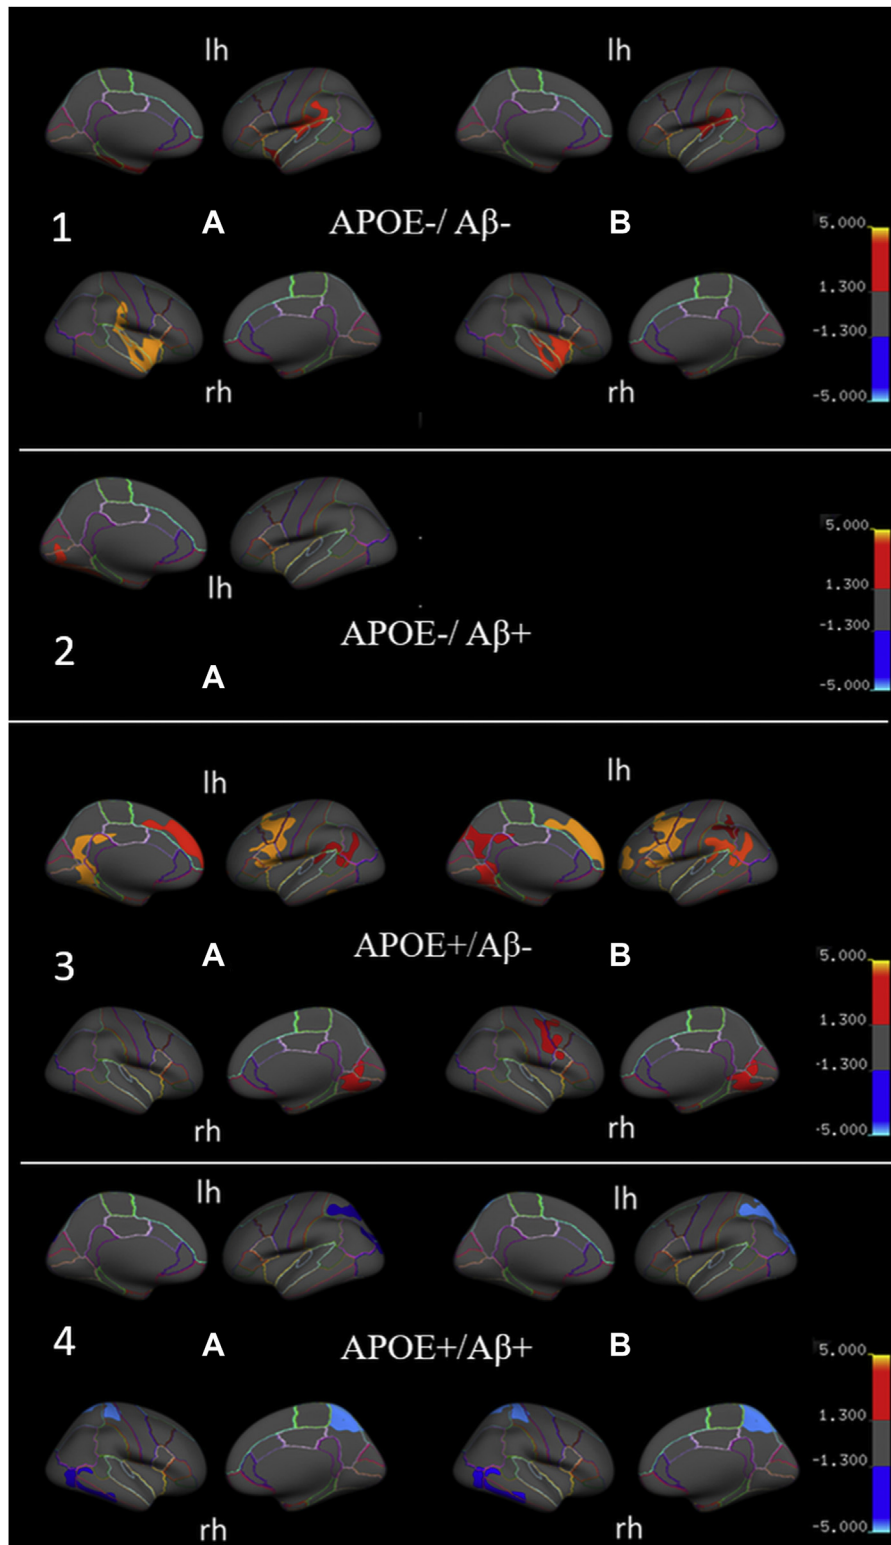 lh lh
1 A APOE-/ Aβ- B
5.000
1.300
-1.300
-5.000
rh rh
5.000
1.300
-1.300
-5.000
lh
2 APOE-/ Aβ+
A
lh lh
3 A APOE+/Aβ- B
5.000
1.300
-1.300
-5.000
rh rh
lh lh
4 A APOE+/Aβ+ B
5.000
1.300
-1.300
-5.000
rh rh